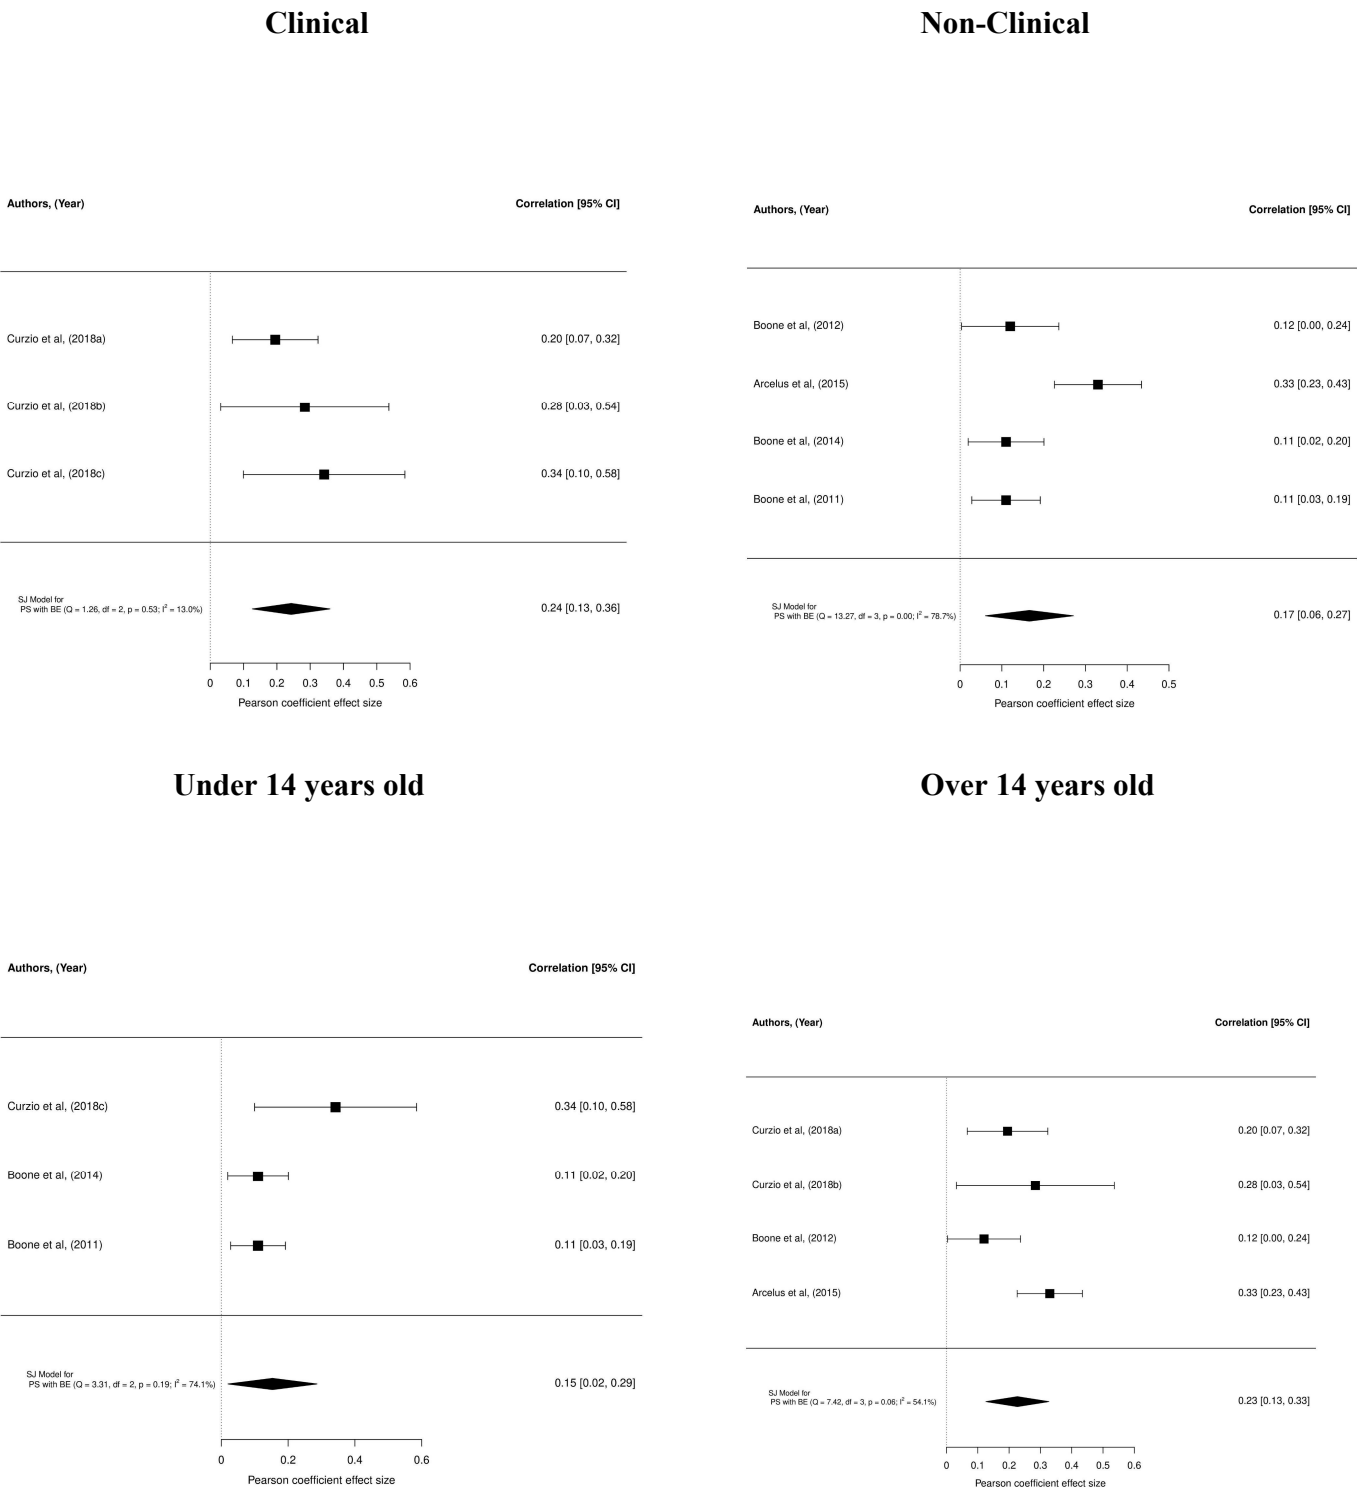 Clinical
Authors, (Year) Correlation [95% CI]
Curzio et al, (2018a) 0.20 [0.07, 0.32]
Curzio et al, (2018b) 0.28 [0.03, 0.54]
Curzio et al, (2018c) 0.34 [0.10, 0.58]
SJ Model for
PS with BE (Q = 1.26, df = 2, p = 0.53; I² = 13.0%) 0.24 [0.13, 0.36]
0 0.1 0.2 0.3 0.4 0.5 0.6
Pearson coefficient effect size
Non-Clinical
Authors, (Year) Correlation [95% CI]
Boone et al, (2012) 0.12 [0.00, 0.24]
Arcelus et al, (2015) 0.33 [0.23, 0.43]
Boone et al, (2014) 0.11 [0.02, 0.20]
Boone et al, (2011) 0.11 [0.03, 0.19]
SJ Model for
PS with BE (Q = 13.27, df = 3, p = 0.00; I² = 78.7%) 0.17 [0.06, 0.27]
0 0.1 0.2 0.3 0.4 0.5
Pearson coefficient effect size
Under 14 years old
Authors, (Year) Correlation [95% CI]
Curzio et al, (2018c) 0.34 [0.10, 0.58]
Boone et al, (2014) 0.11 [0.02, 0.20]
Boone et al, (2011) 0.11 [0.03, 0.19]
SJ Model for
PS with BE (Q = 3.31, df = 2, p = 0.19; I² = 74.1%) 0.15 [0.02, 0.29]
0 0.2 0.4 0.6
Pearson coefficient effect size
Over 14 years old
Authors, (Year) Correlation [95% CI]
Curzio et al, (2018a) 0.20 [0.07, 0.32]
Curzio et al, (2018b) 0.28 [0.03, 0.54]
Boone et al, (2012) 0.12 [0.00, 0.24]
Arcelus et al, (2015) 0.33 [0.23, 0.43]
SJ Model for
PS with BE (Q = 7.42, df = 3, p = 0.06; I² = 54.1%) 0.23 [0.13, 0.33]
0 0.1 0.2 0.3 0.4 0.5 0.6
Pearson coefficient effect size